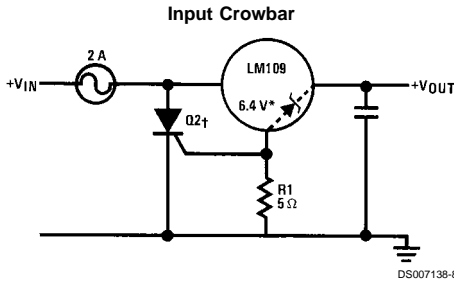 Input Crowbar
2 A
LM109
+VIN
+VOUT
6.4 V*
Q2†
R1
5 Ω
DS007138-8